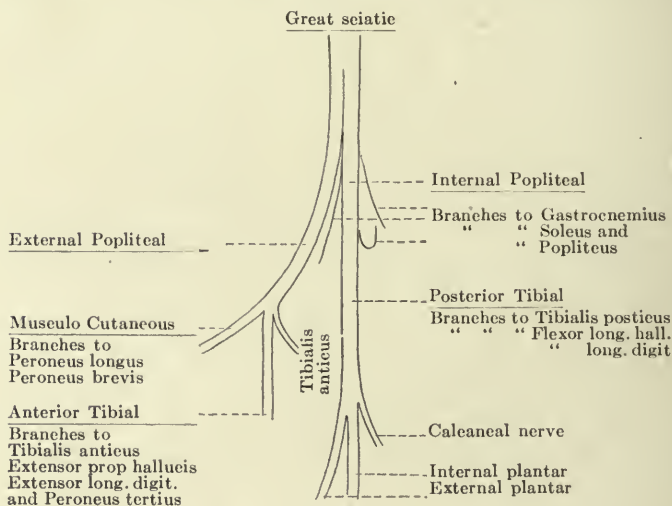 Great sciatic
Internal Popliteal
Branches to Gastrocnemius
“ “ Soleus and
“ Popliteus
External Popliteal
Posterior Tibial
Branches to Tibialis posticus
“ “ “ Flexor long. hall.
“ long. digit
Musculo Cutaneous
Branches to
Peroneus longus
Peroneus brevis
Tibialis
anticus
Anterior Tibial
Branches to
Tibialis anticus
Extensor prop hallucis
Extensor long. digit.
and Peroneus tertius
Calcaneal nerve
Internal plantar
External plantar